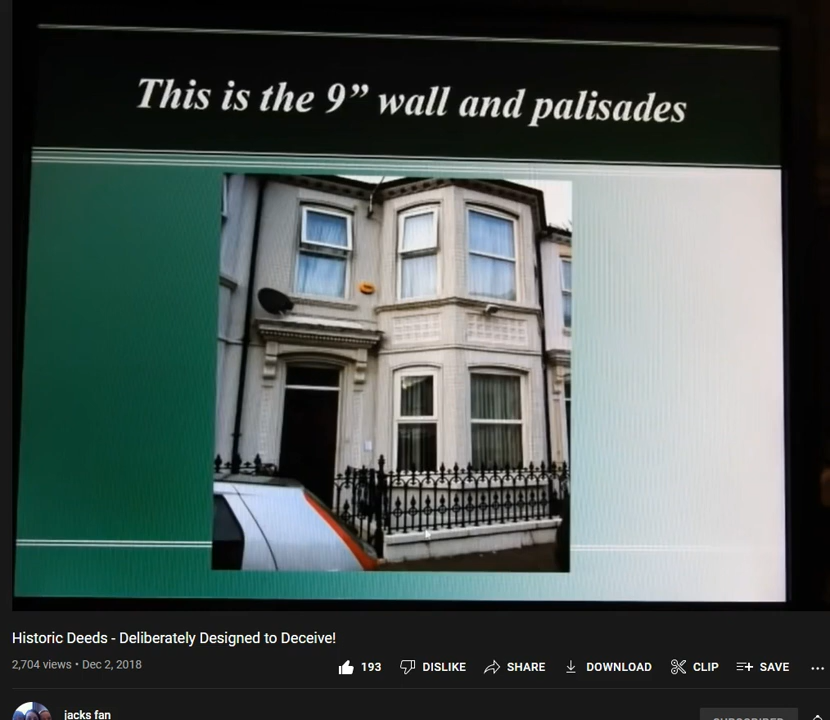 This is the 9” wall and palisades
Historic Deeds - Deliberately Designed to Deceive!
2,704 views • Dec 2, 2018
193 DISLIKE SHARE DOWNLOAD CLIP SAVE ...
jacks fan
SUBSCRIBED